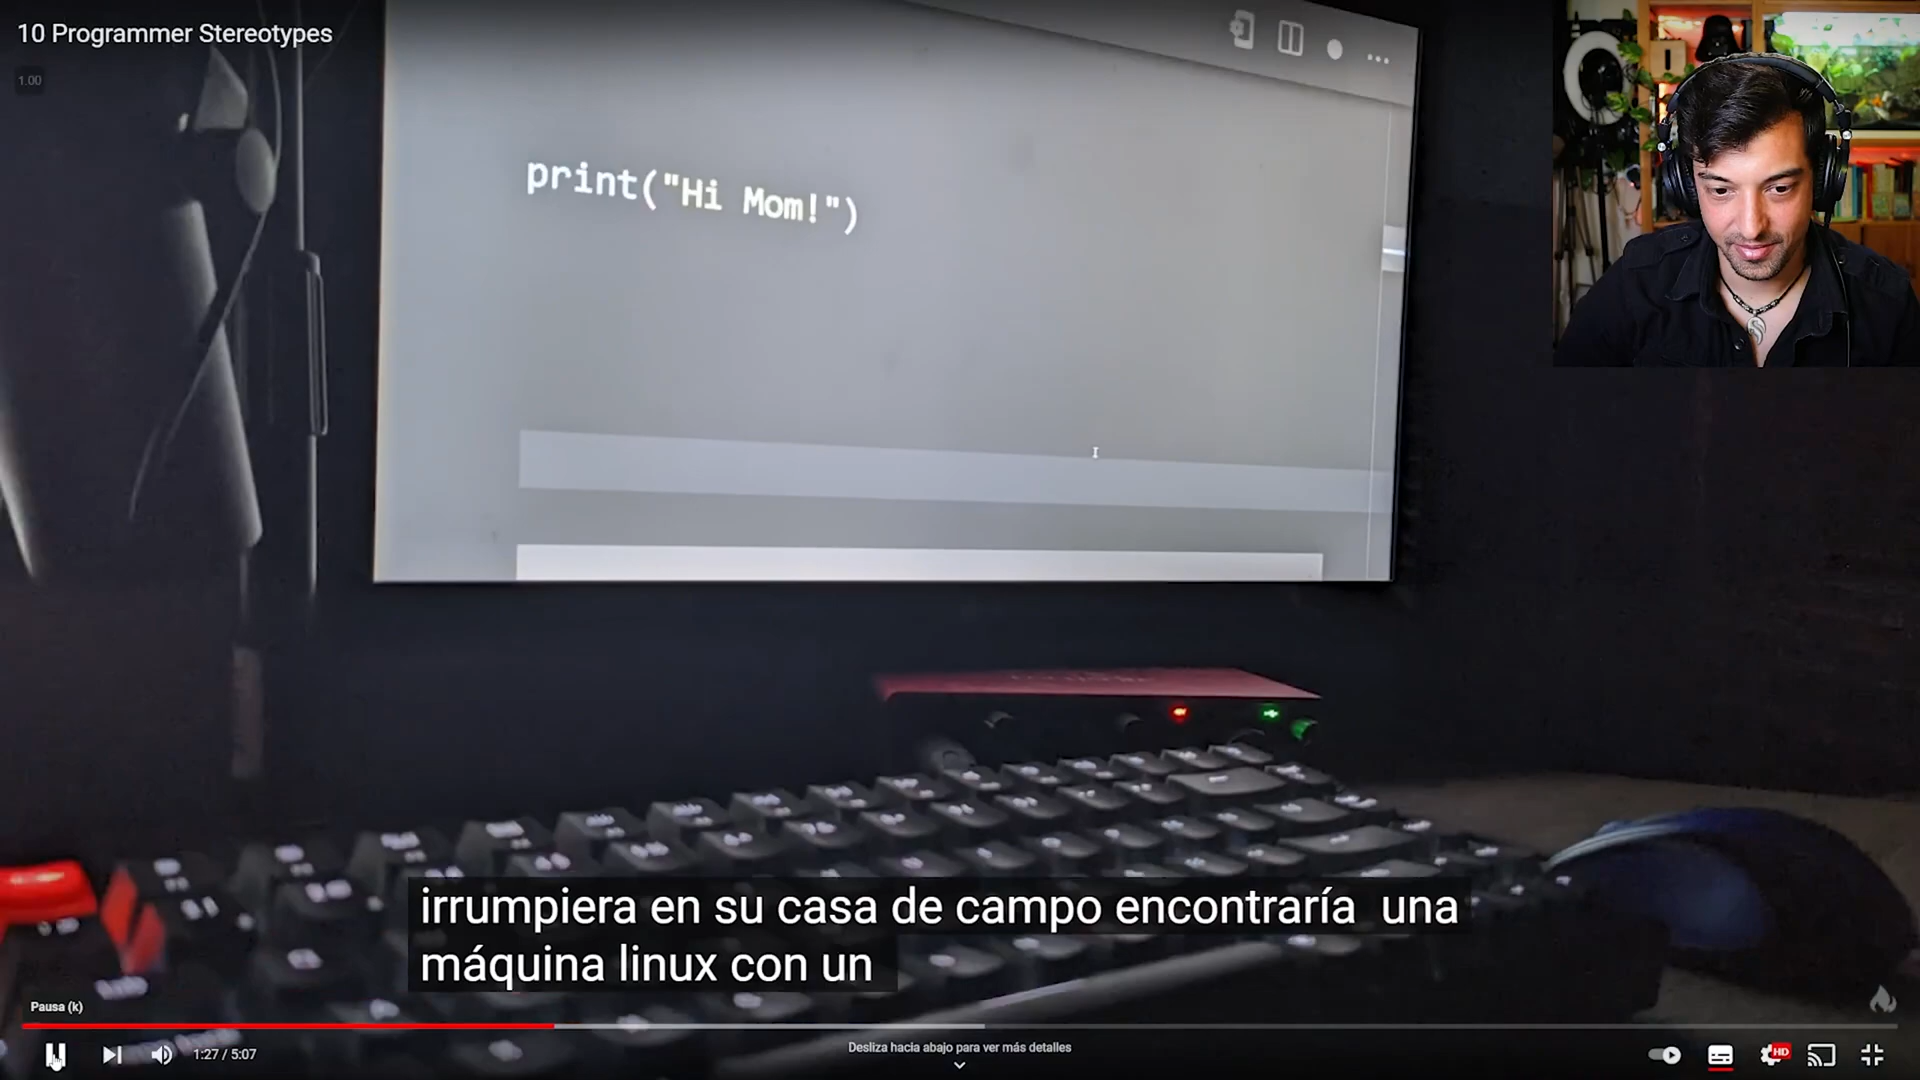 10 Programmer Stereotypes
1.00
print("Hi Mom!")
irrumpiera en su casa de campo encontraría una
máquina linux con un
Pausa (k)
1:27 / 5:07
Desliza hacia abajo para ver más detalles
HD